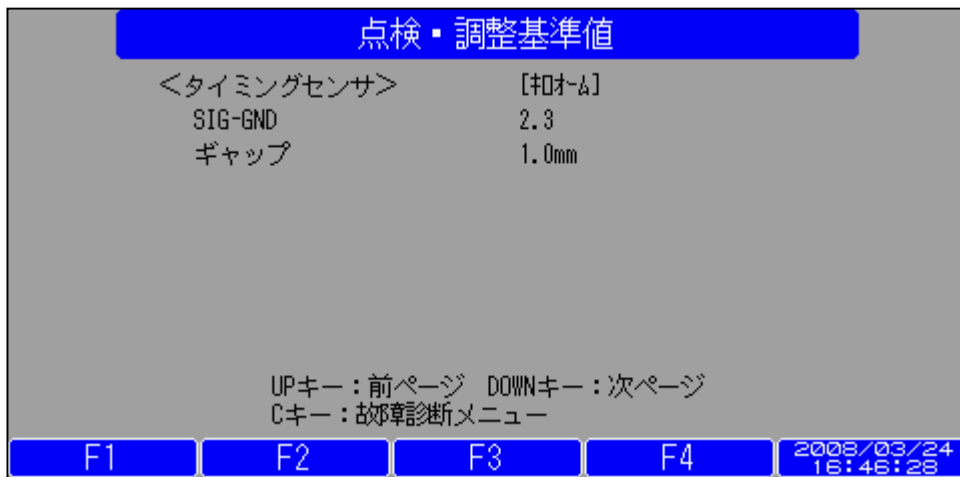 点検・調整基準値
＜タイミングセンサ＞ [ｷﾛｵｰﾑ]
SIG-GND 2.3
ギャップ 1.0mm
UPキー：前ページ DOWNキー：次ページ
Cキー：故障診断メニュー
F1 F2 F3 F4 2008/03/24
16:46:28